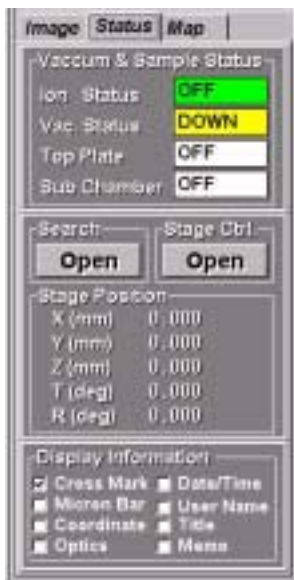 Image Status Map
Vaccum & Sample Status
Ion Status OFF
Vac. Status DOWN
Top Plate OFF
Sub Chamber OFF
Search Stage Ctrl.
Open Open
Stage Position
X (mm) 0.000
Y (mm) 0.000
Z (mm) 0.000
T (deg) 0.000
R (deg) 0.000
Display Information
Cross Mark Date/Time
Micron Bar User Name
Coordinate Title
Optics Memo